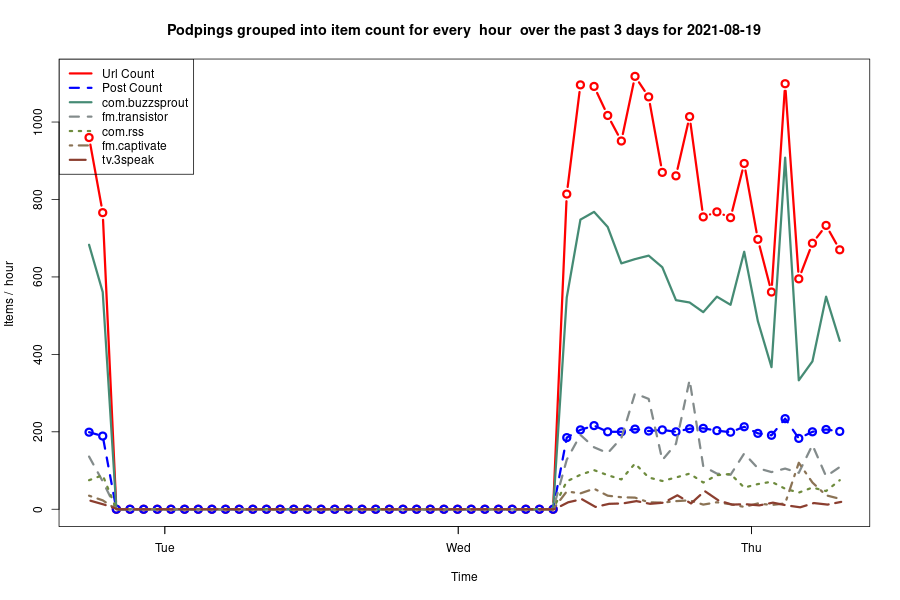 Podpings grouped into item count for every  hour  over the past 3 days for 2021-08-19
Url Count
Post Count
com.buzzsprout
fm.transistor
com.rss
fm.captivate
tv.3speak
Items /  hour
1000
800
600
400
200
0
Tue
Wed
Thu
Time